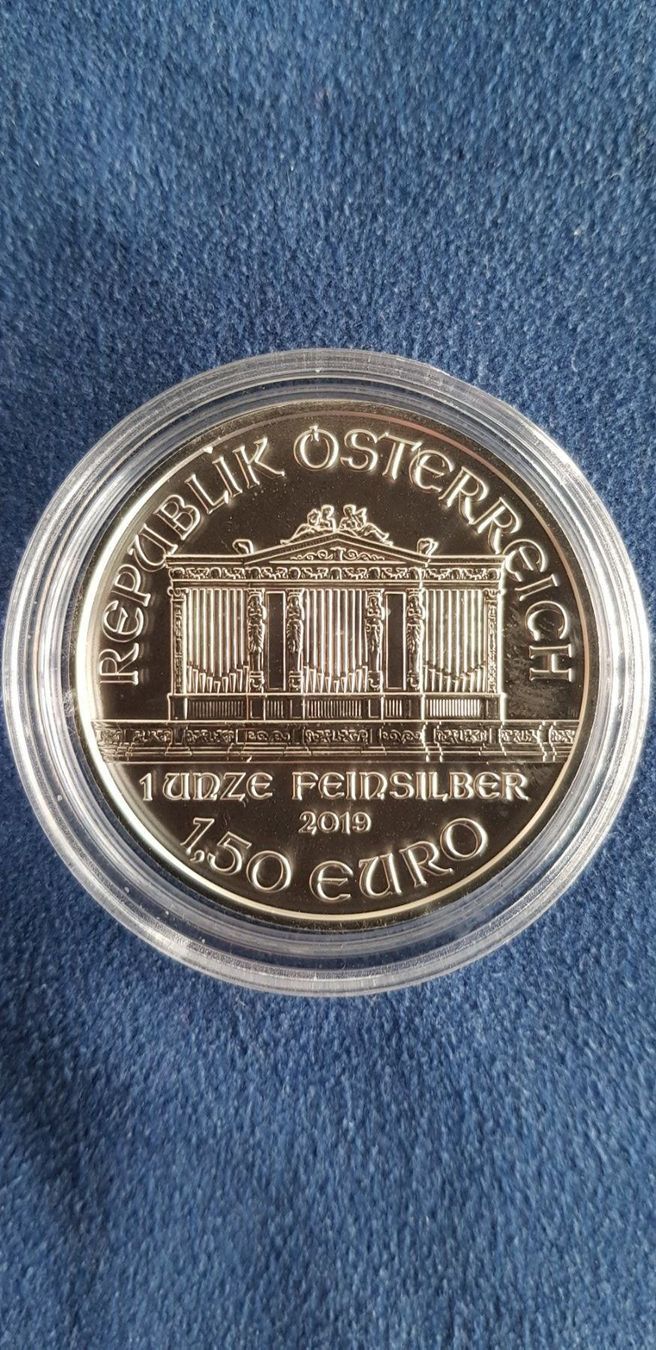 REPUBLIK ÖSTERREICH
1 UNZE FEINSILBER
2019
1,50 EURO